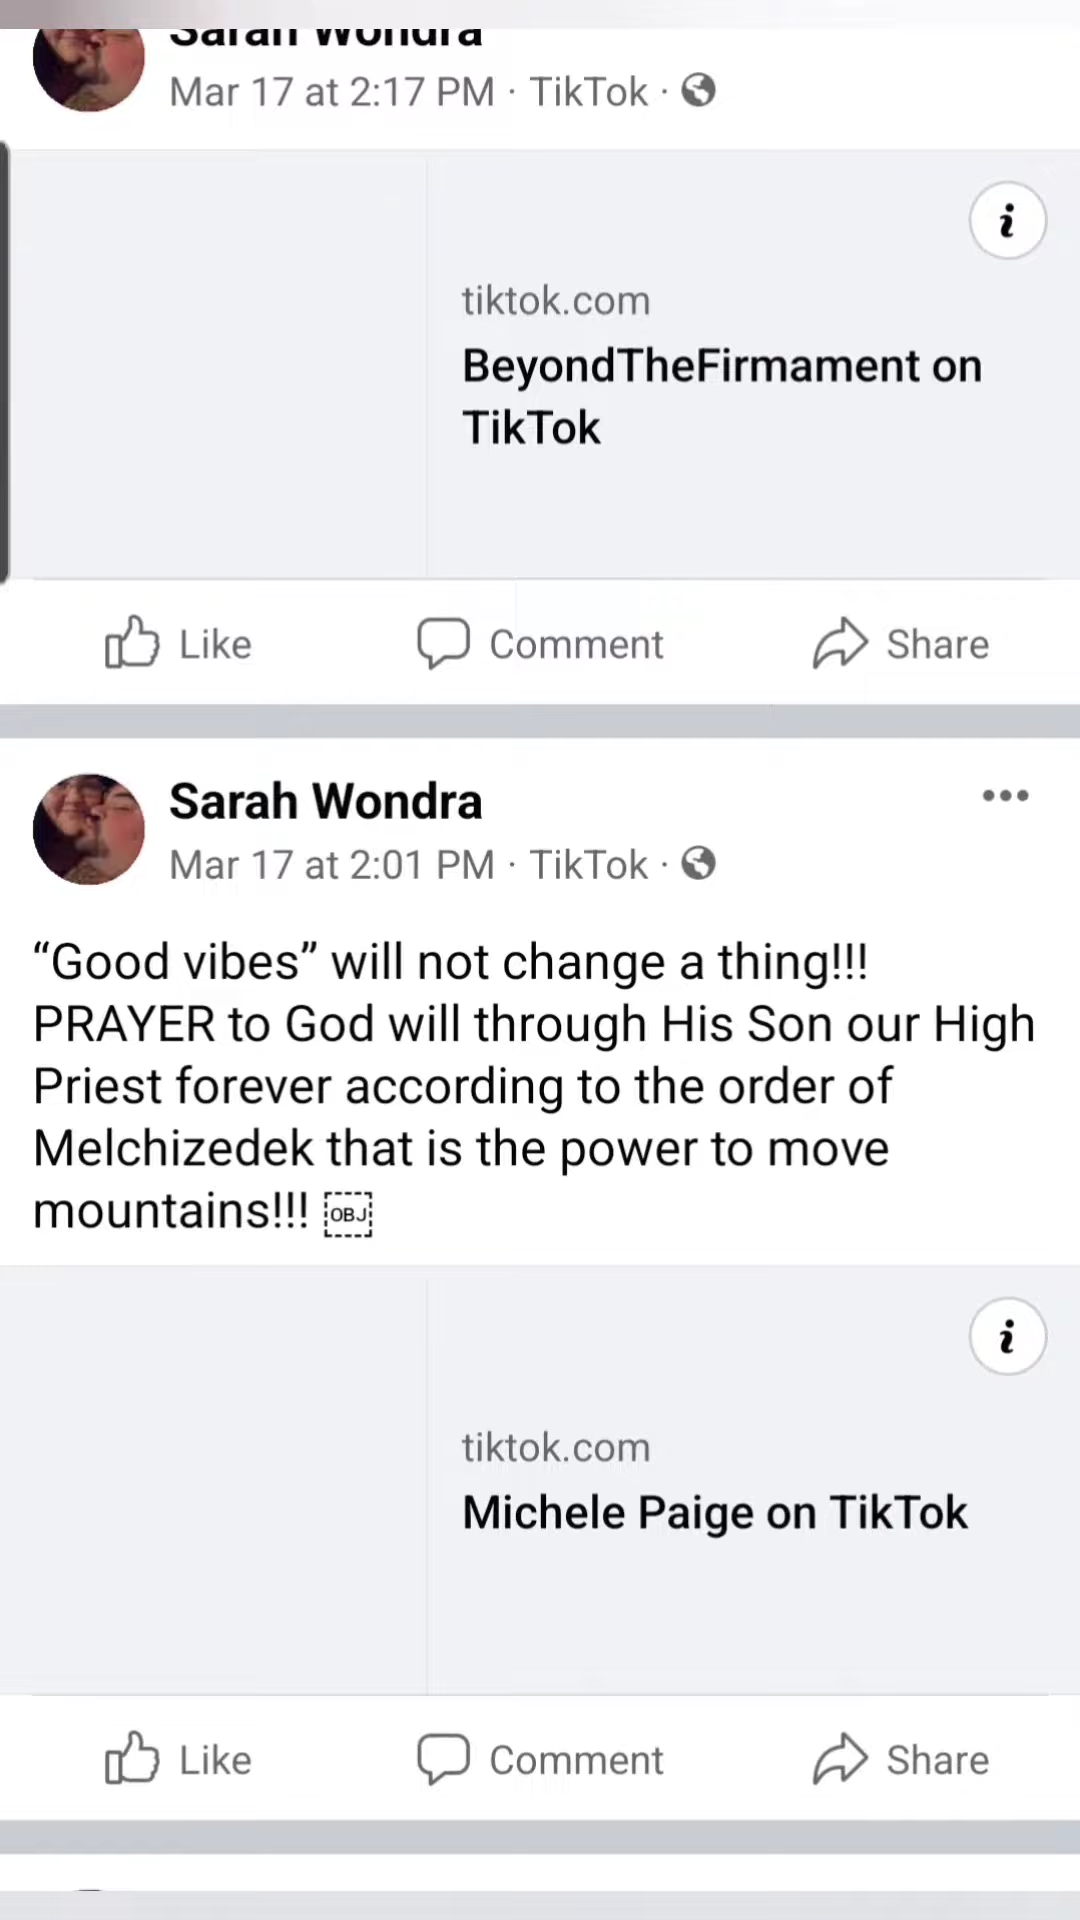 Sarah Wondra
Mar 17 at 2:17 PM · TikTok ·
i
tiktok.com
BeyondTheFirmament on
TikTok
Like Comment Share
Sarah Wondra
Mar 17 at 2:01 PM · TikTok ·
“Good vibes” will not change a thing!!!
PRAYER to God will through His Son our High
Priest forever according to the order of
Melchizedek that is the power to move
mountains!!! OBJ
i
tiktok.com
Michele Paige on TikTok
Like Comment Share